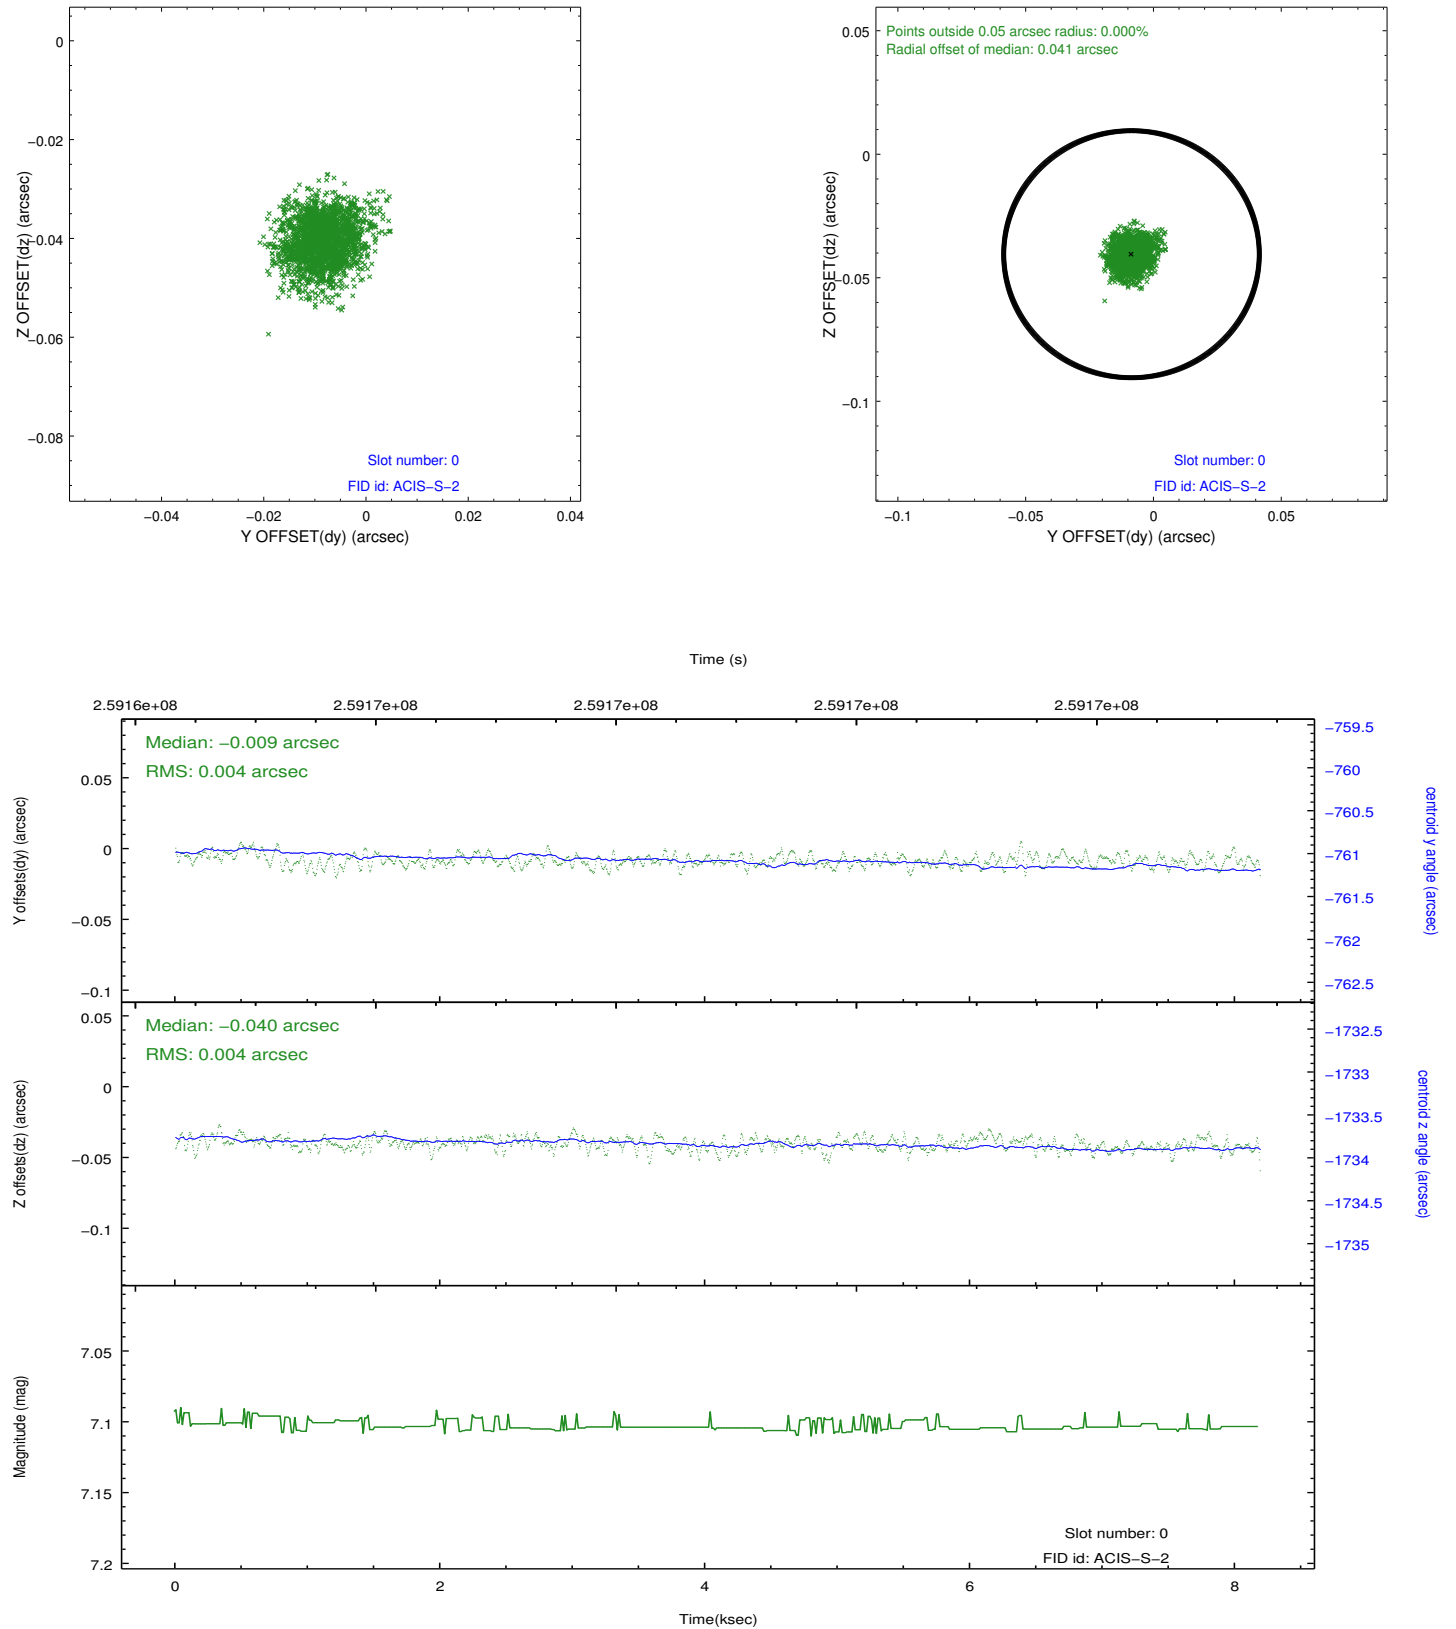 0
−0.02
−0.04
−0.06
−0.08
Z OFFSET(dz) (arcsec)
−0.04
−0.02
0
0.02
0.04
Y OFFSET(dy) (arcsec)
Slot number: 0
FID id: ACIS−S−2
Points outside 0.05 arcsec radius: 0.000%
Radial offset of median: 0.041 arcsec
0.05
0
−0.05
−0.1
Z OFFSET(dz) (arcsec)
Slot number: 0
FID id: ACIS−S−2
−0.1
−0.05
0
0.05
Y OFFSET(dy) (arcsec)
Time (s)
2.5916e+08
2.5917e+08
2.5917e+08
2.5917e+08
2.5917e+08
Median: −0.009 arcsec
RMS: 0.004 arcsec
0.05
0
−0.05
−0.1
Y offsets(dy) (arcsec)
−759.5
−760
−760.5
−761
−761.5
−762
−762.5
centroid y angle (arcsec)
Median: −0.040 arcsec
RMS: 0.004 arcsec
0.05
0
−0.05
−0.1
Z offsets(dz) (arcsec)
−1732.5
−1733
−1733.5
−1734
−1734.5
−1735
centroid z angle (arcsec)
7.05
7.1
7.15
7.2
Magnitude (mag)
Slot number: 0
FID id: ACIS−S−2
0
2
4
6
8
Time(ksec)